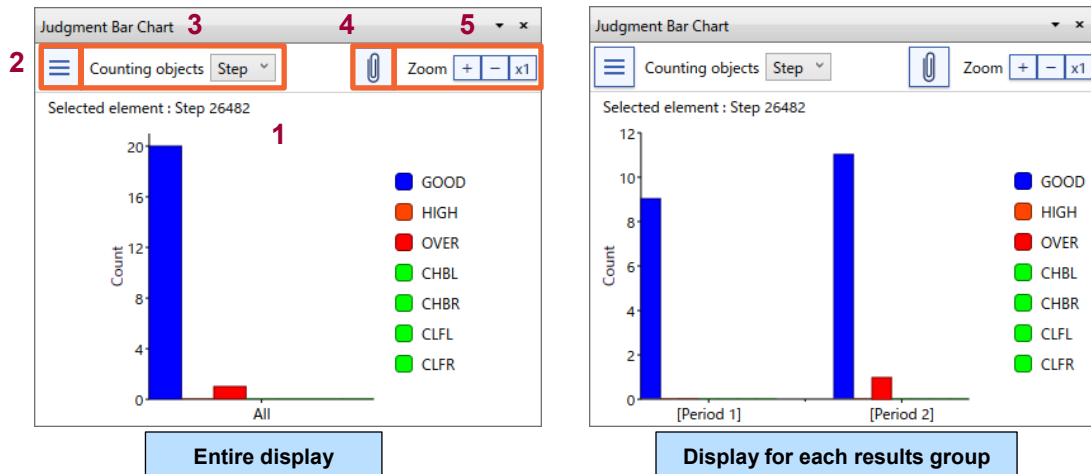 Judgment Bar Chart
3
4
5
2
Counting objects Step
Zoom + − x1
Selected element : Step 26482
1
20
16
12
8
4
0
Count
All
GOOD
HIGH
OVER
CHBL
CHBR
CLFL
CLFR
Entire display
Judgment Bar Chart
Counting objects Step
Zoom + − x1
Selected element : Step 26482
12
10
8
6
4
2
0
Count
[Period 1] [Period 2]
GOOD
HIGH
OVER
CHBL
CHBR
CLFL
CLFR
Display for each results group